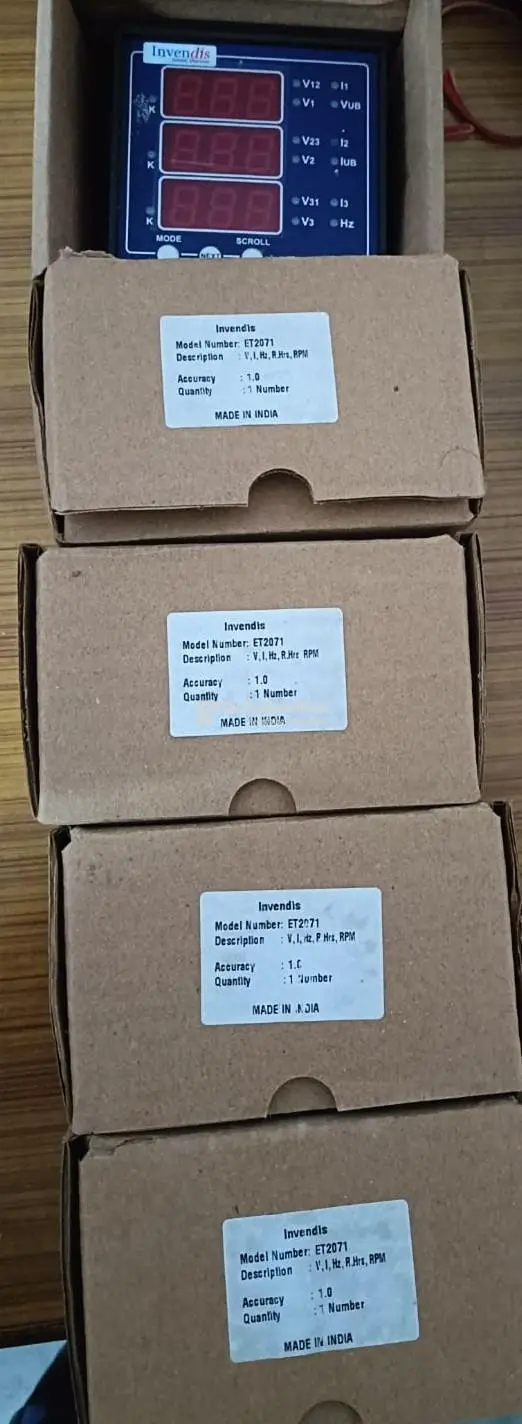 Invendis
V12 I1
K V1 VUB
V23 I2
K V2 IUB
V31 I3
K V3 Hz
MODE SCROLL
NEXT
Invendis
Model Number: ET2071
Description : V, I, Hz, R.Hrs, RPM
Accuracy : 1.0
Quantity : 1 Number
MADE IN INDIA
Invendis
Model Number: ET2071
Description : V, I, Hz, R.Hrs RPM
Accuracy : 1.0
Quantity : 1 Number
MADE IN INDIA
Invendis
Model Number: ET2071
Description : V, I, Hz, R Hrs, RPM
Accuracy : 1.0
Quantity : 1 Number
MADE IN INDIA
Invendis
Model Number: ET2071
Description : V, I, Hz, R.Hrs, RPM
Accuracy : 1.0
Quantity : 1 Number
MADE IN INDIA